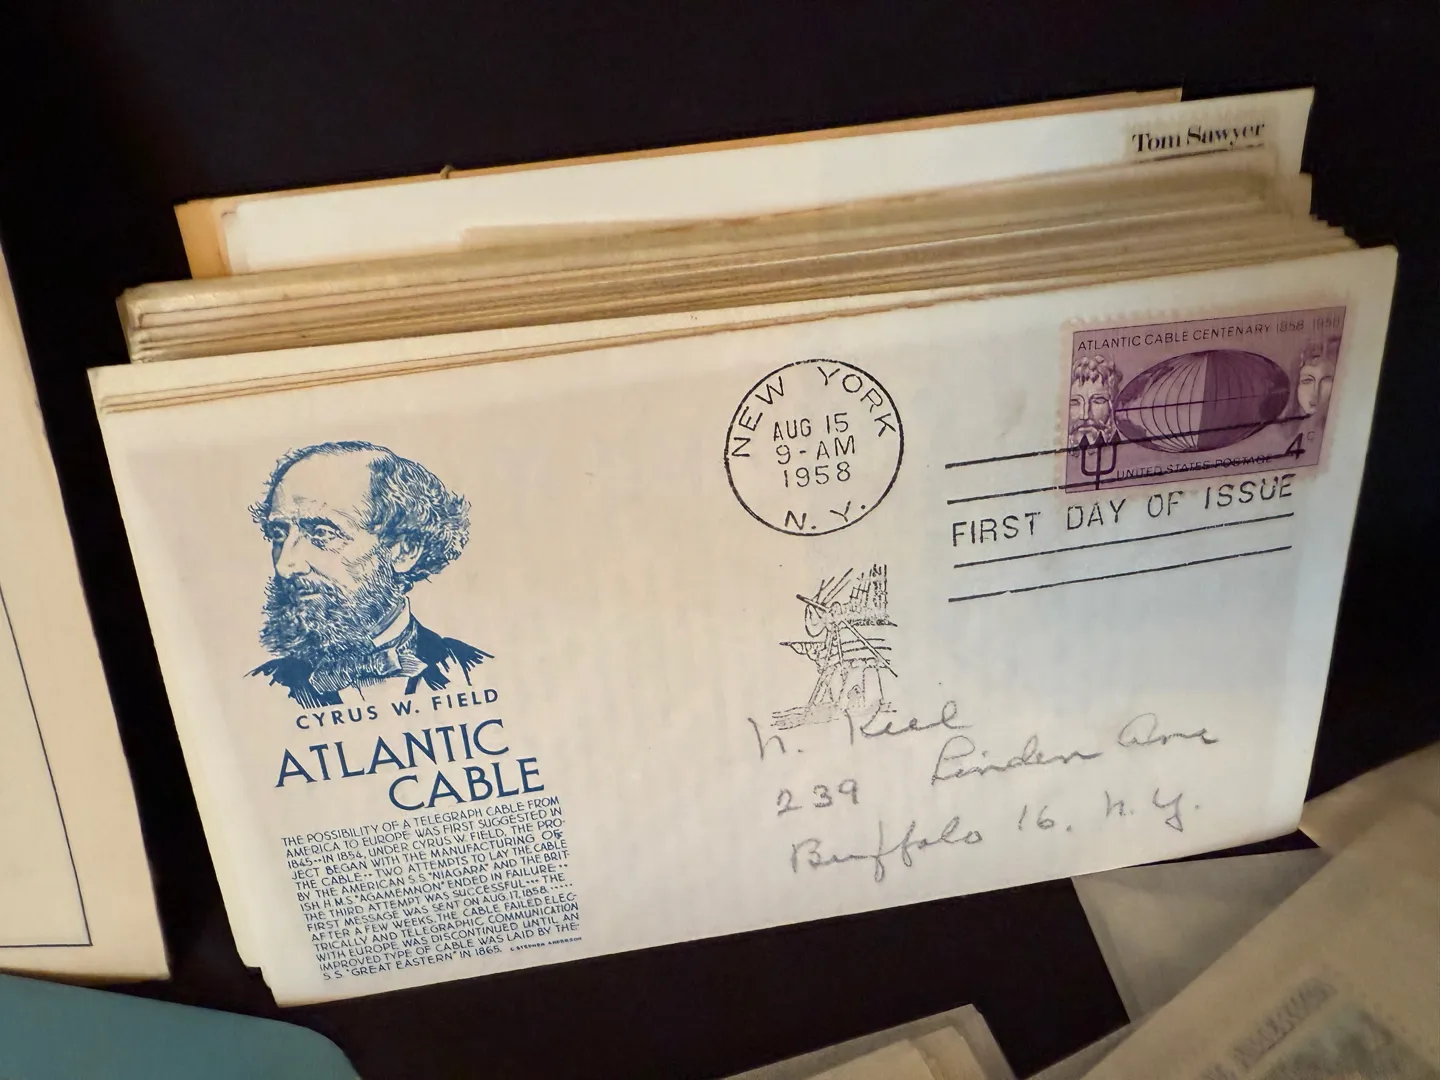 Tom Sawyer
ATLANTIC CABLE CENTENARY 1858 1958
4c
UNITED STATES POSTAGE
NEW YORK
AUG 15
9-AM
1958
N. Y.
FIRST DAY OF ISSUE
CYRUS W. FIELD
ATLANTIC
CABLE
THE POSSIBILITY OF A TELEGRAPH CABLE FROM
AMERICA TO EUROPE WAS FIRST SUGGESTED IN
1845--IN 1854, UNDER CYRUS W. FIELD, THE PRO-
JECT BEGAN WITH THE MANUFACTURING OF
THE CABLE-- TWO ATTEMPTS TO LAY THE CABLE
BY THE AMERICAN S.S. "NIAGARA" AND THE BRIT-
ISH H.M.S. "AGAMEMNON" ENDED IN FAILURE--
THE THIRD ATTEMPT WAS SUCCESSFUL--- THE
FIRST MESSAGE WAS SENT ON AUG. 17, 1858.....
AFTER A FEW WEEKS, THE CABLE FAILED ELEC-
TRICALLY AND TELEGRAPHIC COMMUNICATION
WITH EUROPE WAS DISCONTINUED UNTIL AN
IMPROVED TYPE OF CABLE WAS LAID BY THE
S.S. "GREAT EASTERN" IN 1865. © STEPHEN ANDERSON
N. Keil
239 Linden Ave
Buffalo 16, N.Y.